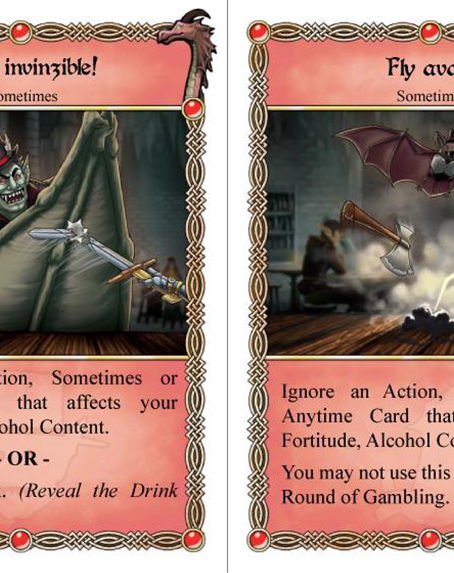 invinzible!
ometimes
tion, Sometimes or
that affects your
ohol Content.
- OR -
. (Reveal the Drink
Fly awa
Sometim
Ignore an Action,
Anytime Card that
Fortitude, Alcohol Co
You may not use this
Round of Gambling.